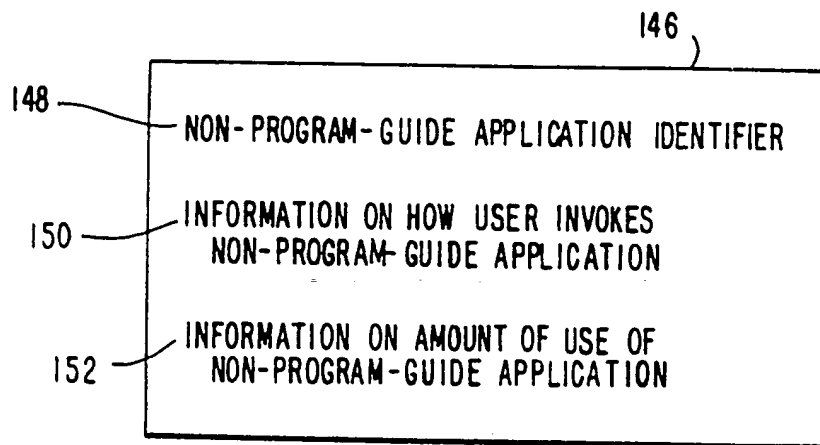 146
148
NON-PROGRAM-GUIDE APPLICATION IDENTIFIER
150
INFORMATION ON HOW USER INVOKES
NON-PROGRAM-GUIDE APPLICATION
152
INFORMATION ON AMOUNT OF USE OF
NON-PROGRAM-GUIDE APPLICATION